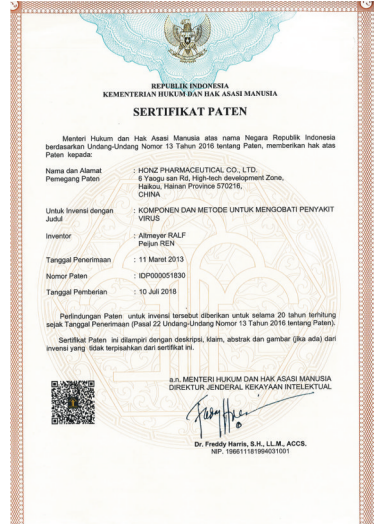 REPUBLIK INDONESIA
KEMENTERIAN HUKUM DAN HAK ASASI MANUSIA
SERTIFIKAT PATEN
Menteri Hukum dan Hak Asasi Manusia atas nama Negara Republik Indonesia
berdasarkan Undang-Undang Nomor 13 Tahun 2016 tentang Paten, memberikan hak atas
Paten kepada:
Nama dan Alamat : HONZ PHARMACEUTICAL CO., LTD.
Pemegang Paten 6 Yaogu san Rd, High-tech development Zone,
Haikou, Hainan Province 570216,
CHINA
Untuk Invensi dengan : KOMPONEN DAN METODE UNTUK MENGOBATI PENYAKIT
Judul VIRUS
Inventor : Altmeyer RALF
Peijun REN
Tanggal Penerimaan : 11 Maret 2013
Nomor Paten : IDP000051830
Tanggal Pemberian : 10 Juli 2018
Perlindungan Paten untuk invensi tersebut diberikan untuk selama 20 tahun terhitung
sejak Tanggal Penerimaan (Pasal 22 Undang-Undang Nomor 13 Tahun 2016 tentang Paten).
Sertifikat Paten ini dilampiri dengan deskripsi, klaim, abstrak dan gambar (jika ada) dari
invensi yang tidak terpisahkan dari sertifikat ini.
a.n. MENTERI HUKUM DAN HAK ASASI MANUSIA
DIREKTUR JENDERAL KEKAYAAN INTELEKTUAL
Dr. Freddy Harris, S.H., LL.M., ACCS.
NIP. 196611181994031001